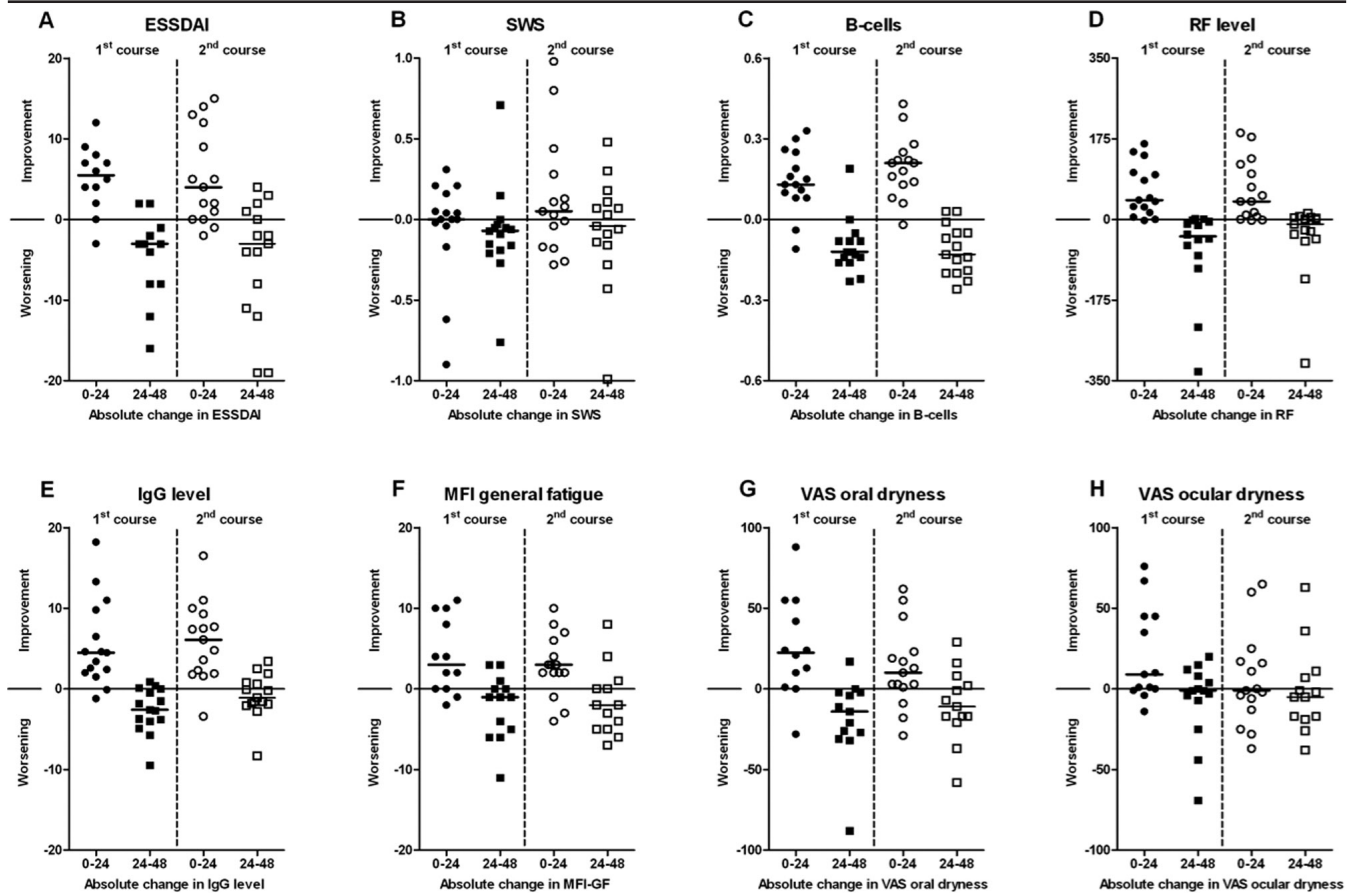 A ESSDAI
1st course 2nd course
20
10
0
-10
-20
Improvement
Worsening
0-24 24-48 0-24 24-48
Absolute change in ESSDAI
B SWS
1st course 2nd course
1.0
0.5
0.0
-0.5
-1.0
Improvement
Worsening
0-24 24-48 0-24 24-48
Absolute change in SWS
C B-cells
1st course 2nd course
0.6
0.3
0.0
-0.3
-0.6
Improvement
Worsening
0-24 24-48 0-24 24-48
Absolute change in B-cells
D RF level
1st course 2nd course
350
175
0
-175
-350
Improvement
Worsening
0-24 24-48 0-24 24-48
Absolute change in RF
E IgG level
1st course 2nd course
20
10
0
-10
-20
Improvement
Worsening
0-24 24-48 0-24 24-48
Absolute change in IgG level
F MFI general fatigue
1st course 2nd course
20
10
0
-10
-20
Improvement
Worsening
0-24 24-48 0-24 24-48
Absolute change in MFI-GF
G VAS oral dryness
1st course 2nd course
100
50
0
-50
-100
Improvement
Worsening
0-24 24-48 0-24 24-48
Absolute change in VAS oral dryness
H VAS ocular dryness
1st course 2nd course
100
50
0
-50
-100
Improvement
Worsening
0-24 24-48 0-24 24-48
Absolute change in VAS ocular dryness